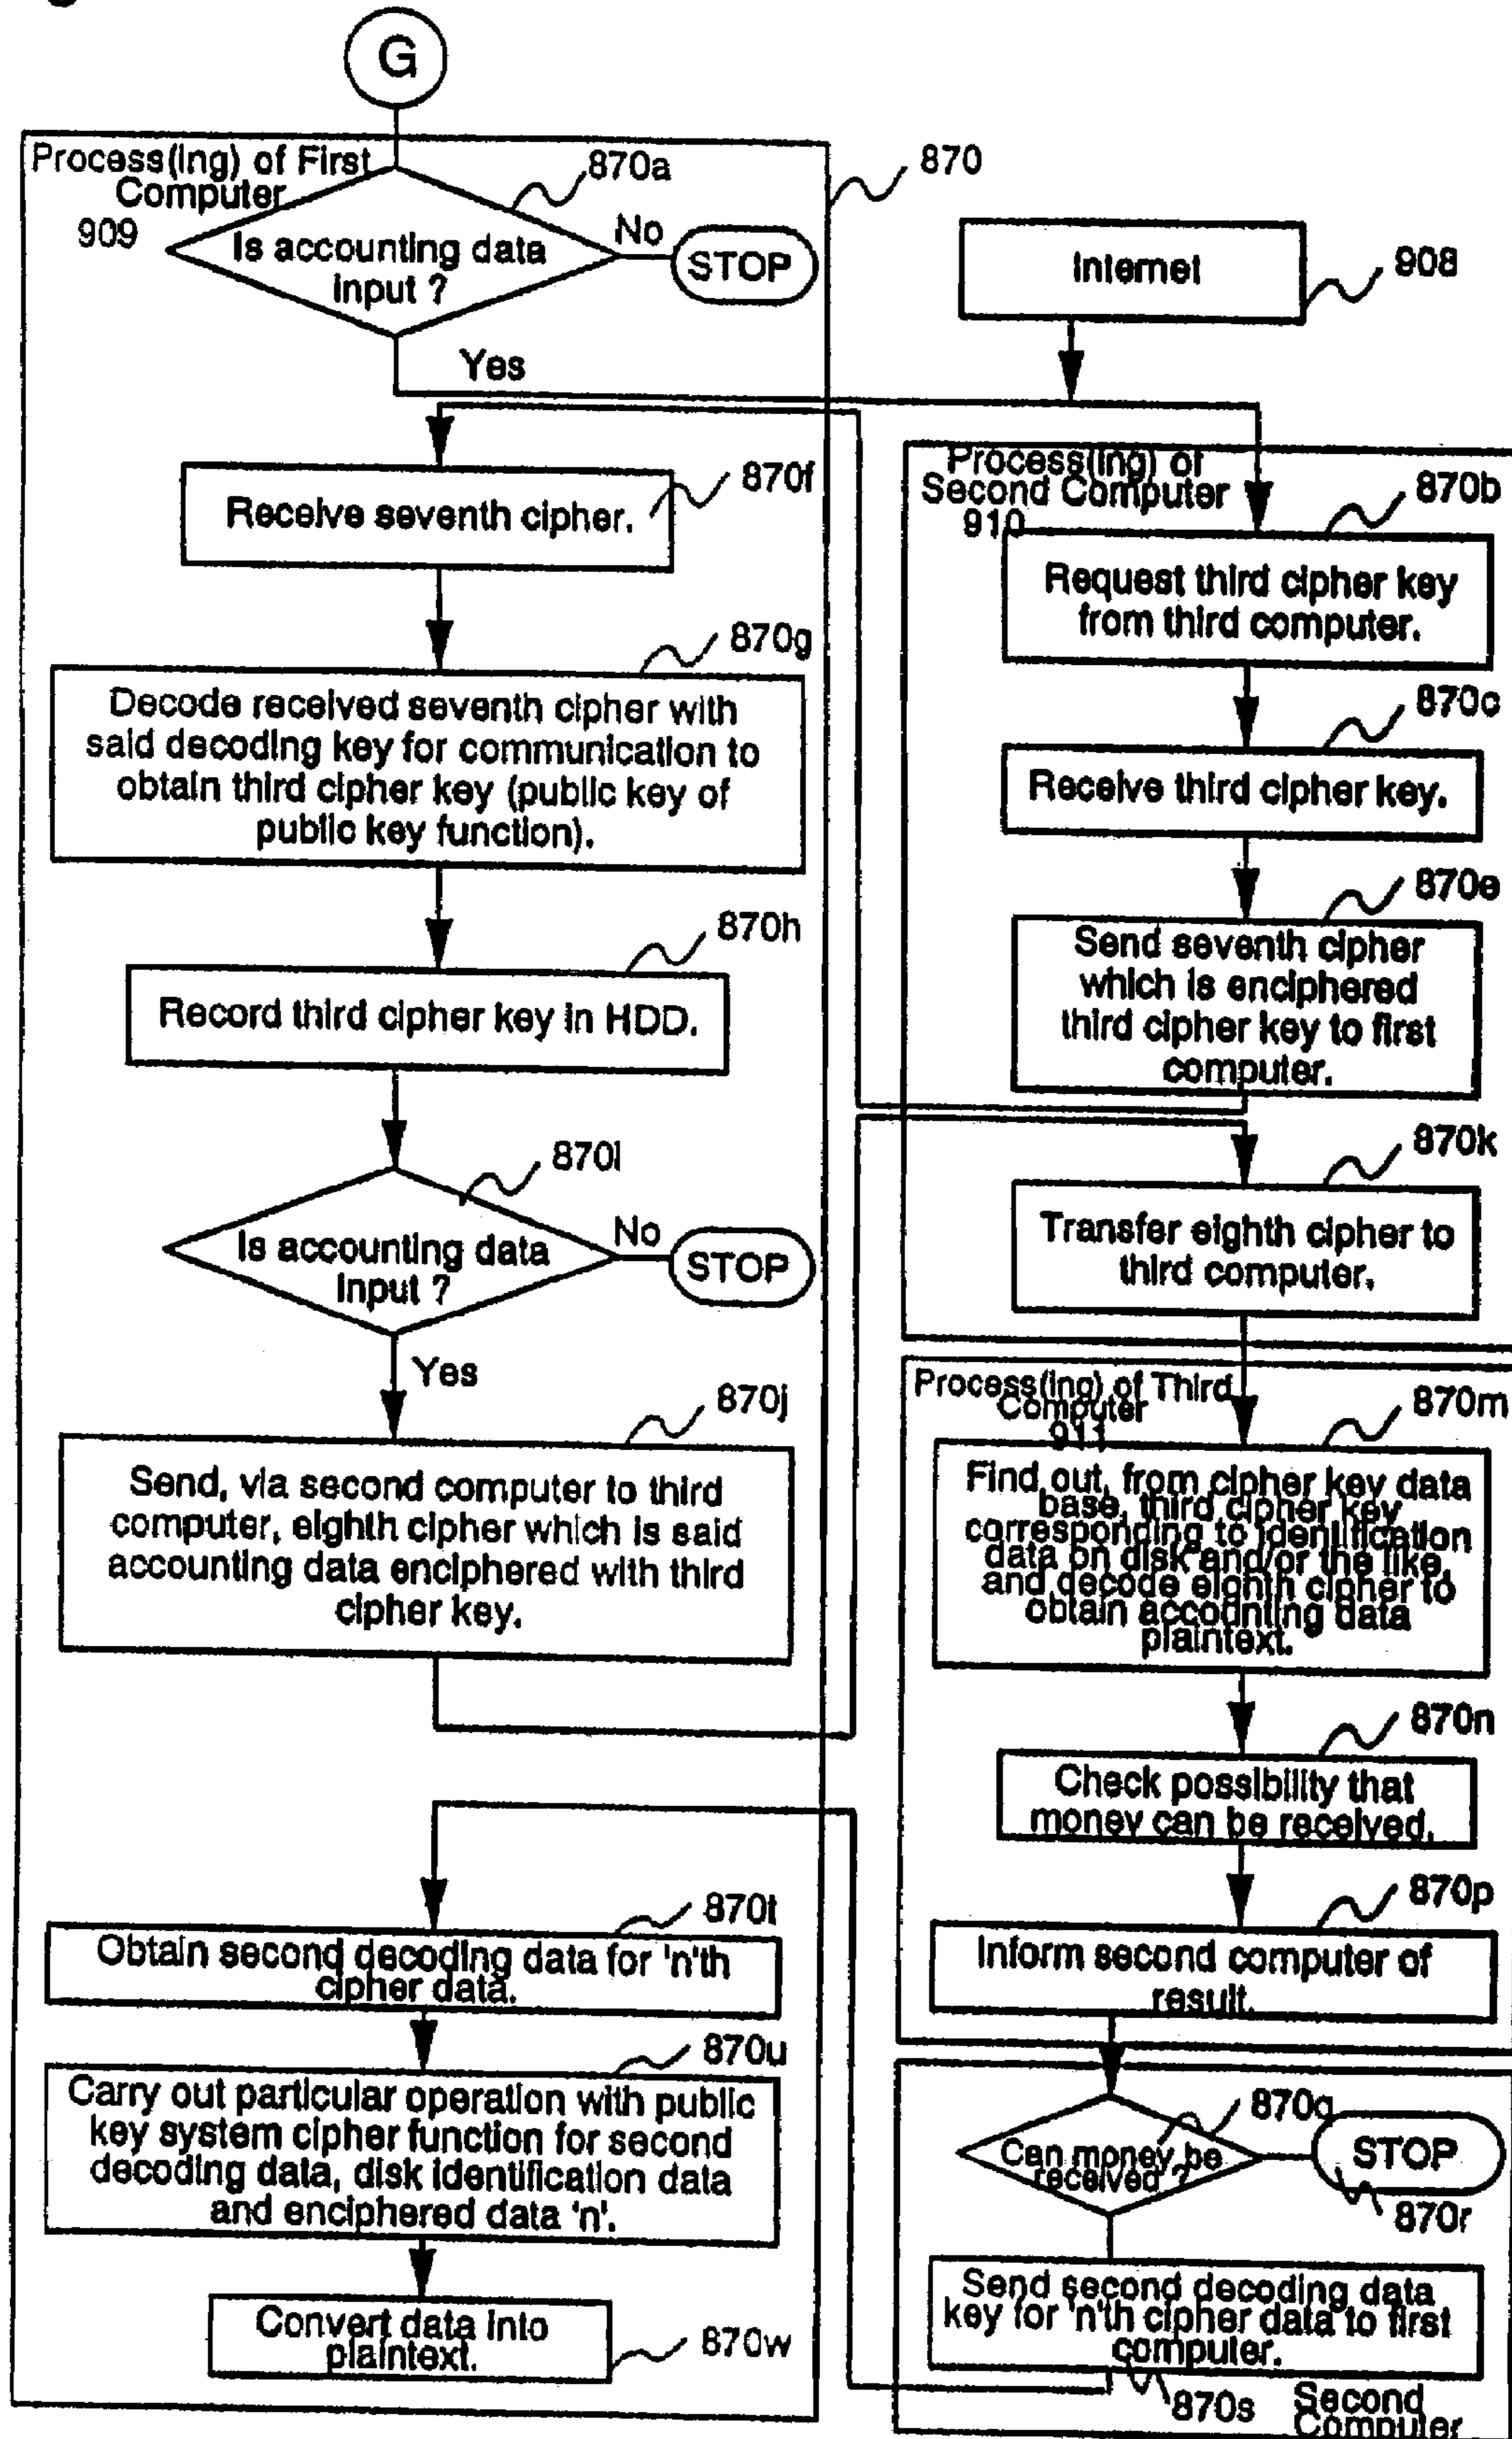 G
Process(ing) of First
Computer
909
870a
870
Is accounting data
input ?
No
STOP
Yes
Internet
908
870f
Receive seventh cipher.
870g
Decode received seventh cipher with
said decoding key for communication to
obtain third cipher key (public key of
public key function).
870h
Record third cipher key in HDD.
870i
Is accounting data
input ?
No
STOP
Yes
870j
Send, via second computer to third
computer, eighth cipher which is said
accounting data enciphered with third
cipher key.
870t
Obtain second decoding data for 'n'th
cipher data.
870u
Carry out particular operation with public
key system cipher function for second
decoding data, disk identification data
and enciphered data 'n'.
Convert data into
plaintext.
870w
Process(ing) of
Second Computer
910
870b
Request third cipher key
from third computer.
870c
Receive third cipher key.
870e
Send seventh cipher
which is enciphered
third cipher key to first
computer.
870k
Transfer eighth cipher to
third computer.
Process(ing) of Third
Computer
911
870m
Find out, from cipher key data
base, third cipher key
corresponding to identification
data on disk and/or the like,
and decode eighth cipher to
obtain accounting data
plaintext.
870n
Check possibility that
money can be received.
870p
Inform second computer of
result.
870q
Can money be
received ?
STOP
870r
Send second decoding data
key for 'n'th cipher data to first
computer.
870s
Second
Computer